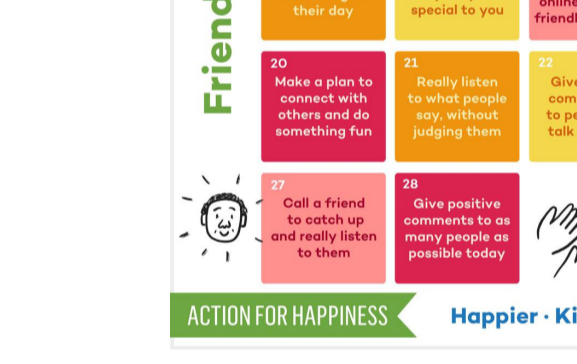 Friend
their day
special to you
online
friendl
20
Make a plan to
connect with
others and do
something fun
21
Really listen
to what people
say, without
judging them
22
Give
com
to pe
talk
27
Call a friend
to catch up
and really listen
to them
28
Give positive
comments to as
many people as
possible today
ACTION FOR HAPPINESS
Happier · Ki